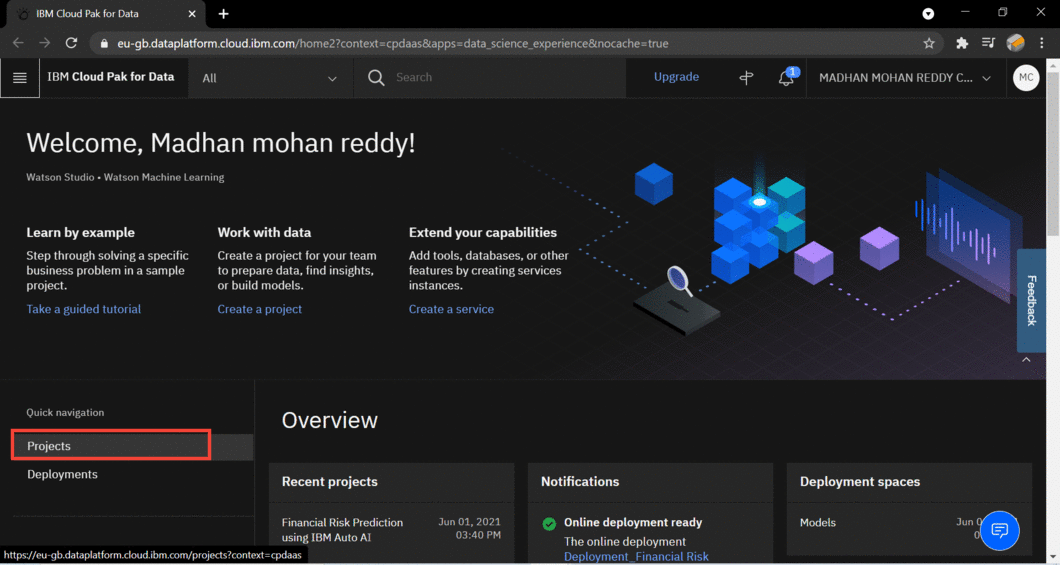 IBM Cloud Pak for Data
eu-gb.dataplatform.cloud.ibm.com/home2?context=cpdaas&apps=data_science_experience&nocache=true
IBM Cloud Pak for Data
All
Search
Upgrade
1
MADHAN MOHAN REDDY C...
MC
Welcome, Madhan mohan reddy!
Watson Studio • Watson Machine Learning
Learn by example
Step through solving a specific
business problem in a sample
project.
Take a guided tutorial
Work with data
Create a project for your team
to prepare data, find insights,
or build models.
Create a project
Extend your capabilities
Add tools, databases, or other
features by creating services
instances.
Create a service
Feedback
Quick navigation
Projects
Deployments
Overview
Recent projects
Financial Risk Prediction
using IBM Auto AI
Jun 01, 2021
03:40 PM
Notifications
Online deployment ready
The online deployment
Deployment_Financial Risk
Deployment spaces
Models
https://eu-gb.dataplatform.cloud.ibm.com/projects?context=cpdaas